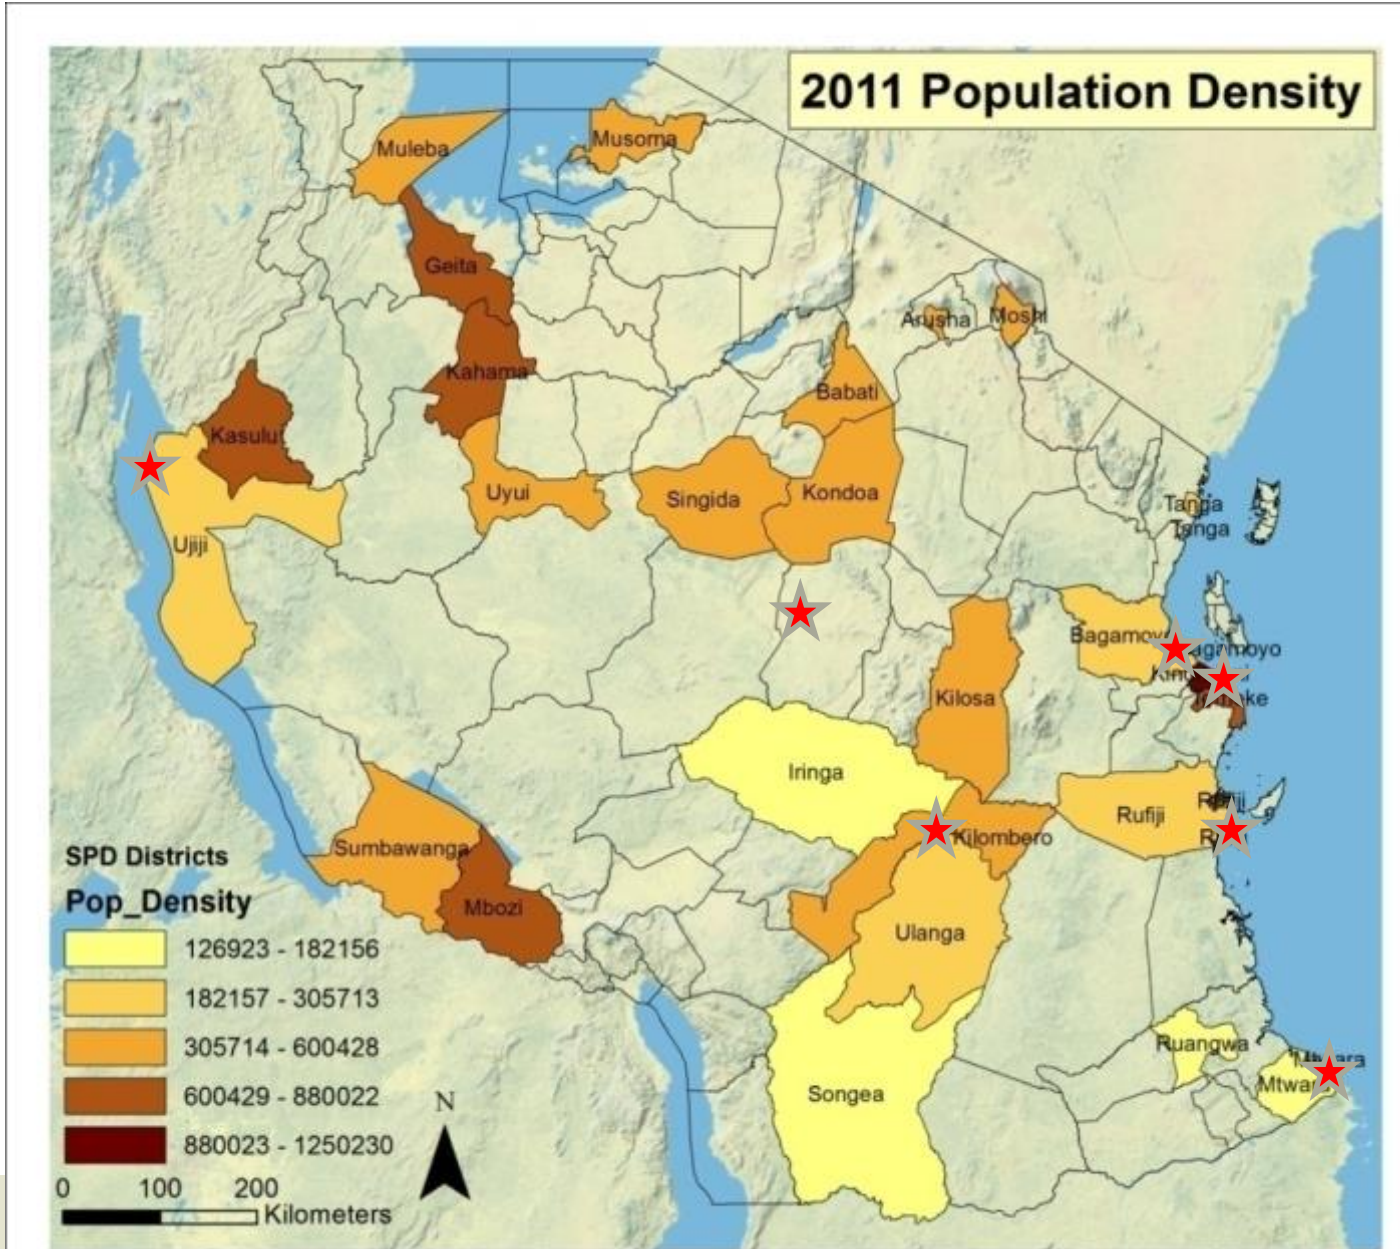 2011 Population Density
Muleba
Musoma
Geita
Arusha
Moshi
Kahama
Babati
Kasulu
Uyui
Singida
Kondoa
Tanga
Tanga
Ujiji
Bagamoyo
Kilosa
Iringa
Rufiji
Kilombero
Sumbawanga
Mbozi
Ulanga
Ruangwa
Songea
SPD Districts
Pop_Density
126923 - 182156
182157 - 305713
305714 - 600428
600429 - 880022
880023 - 1250230
N
0 100 200
Kilometers